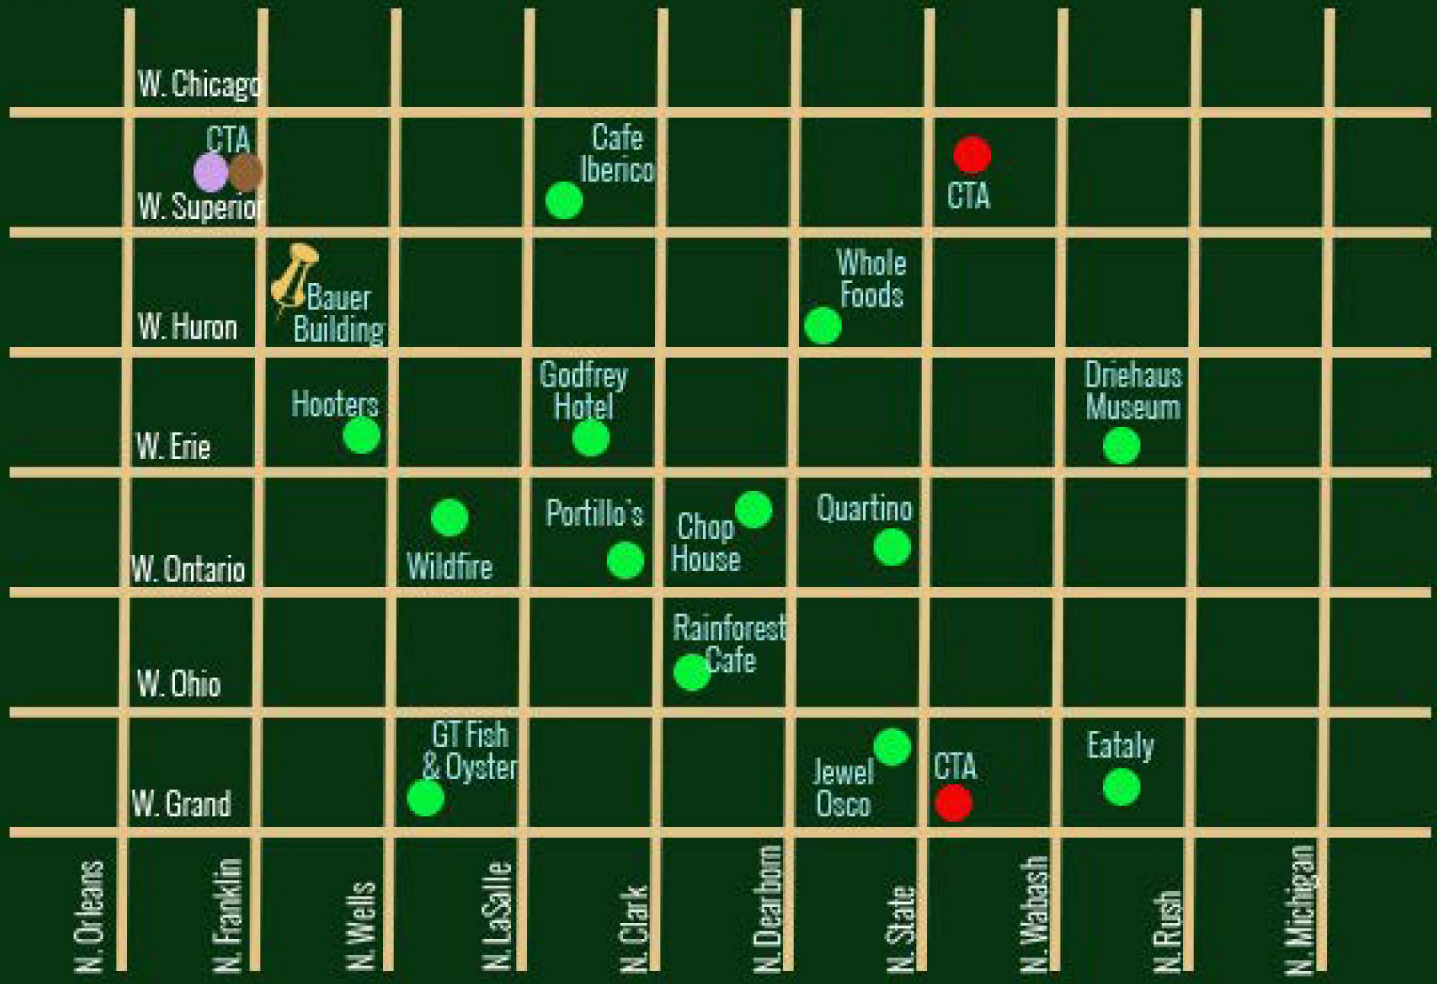 W. Chicago
CTA
Cafe
Iberico
CTA
W. Superior
Whole
Foods
Bauer
Building
W. Huron
Godfrey
Hotel
Driehaus
Museum
Hooters
W. Erie
Portillo's
Chop
House
Quartino
Wildfire
W. Ontario
Rainforest
Cafe
W. Ohio
GT Fish
& Oyster
Jewel
Osco
CTA
Eataly
W. Grand
N. Orleans
N. Franklin
N. Wells
N. LaSalle
N. Clark
N. Dearborn
N. State
N. Wabash
N. Rush
N. Michigan